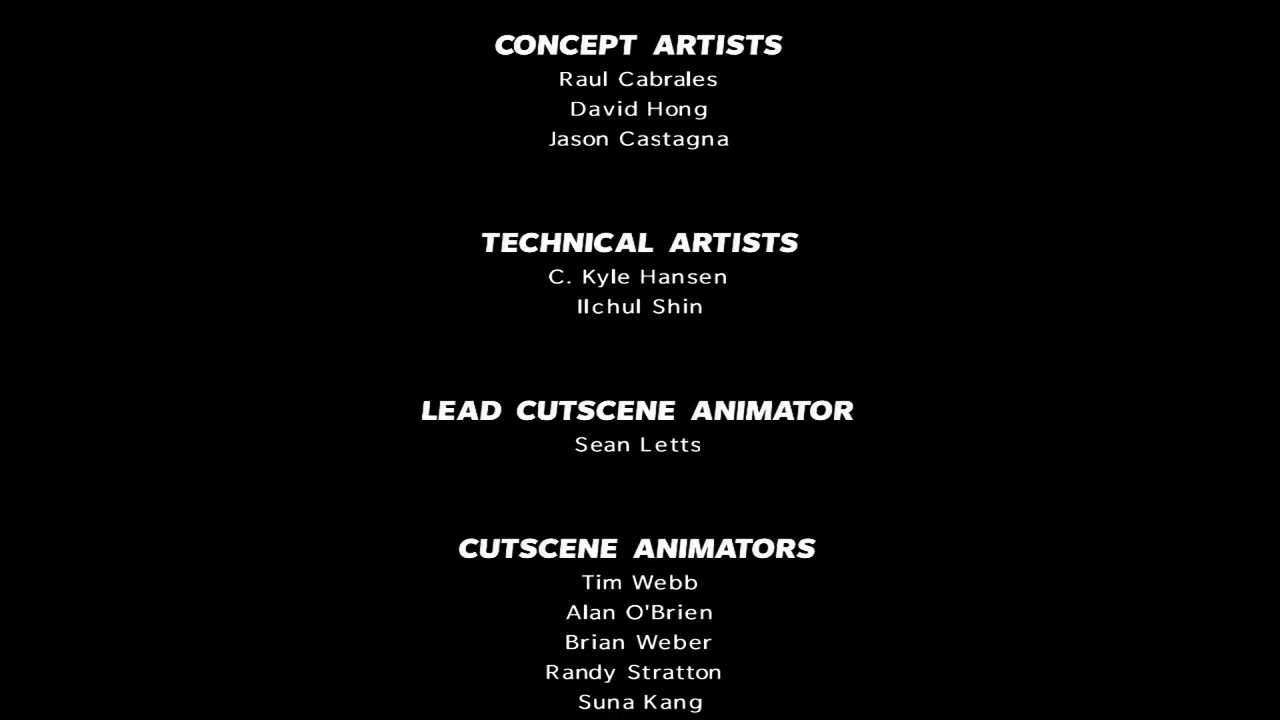 CONCEPT ARTISTS
Raul Cabrales
David Hong
Jason Castagna
TECHNICAL ARTISTS
C. Kyle Hansen
IIchul Shin
LEAD CUTSCENE ANIMATOR
Sean Letts
CUTSCENE ANIMATORS
Tim Webb
Alan O'Brien
Brian Weber
Randy Stratton
Suna Kang